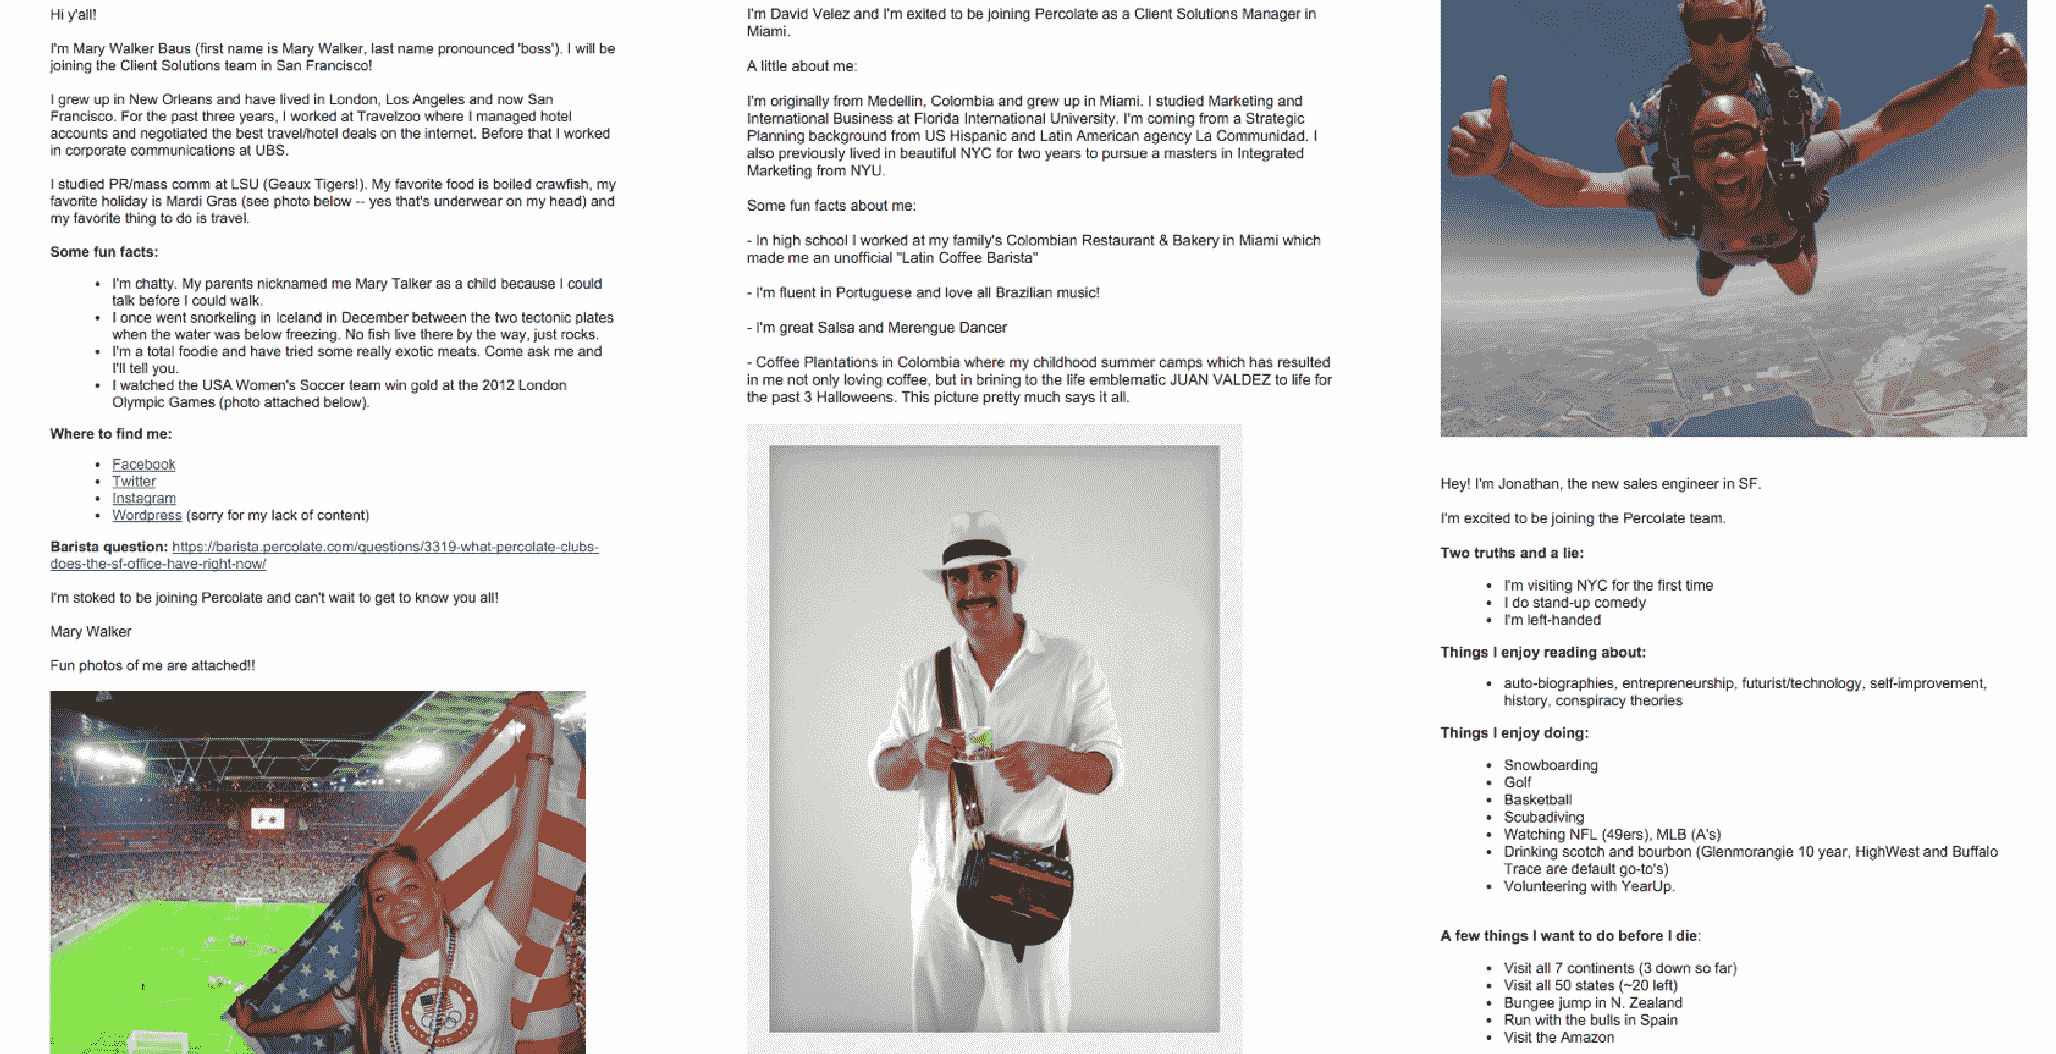 Hi y'all!
I'm Mary Walker Baus (first name is Mary Walker, last name pronounced 'boss'). I will be
joining the Client Solutions team in San Francisco!
I grew up in New Orleans and have lived in London, Los Angeles and now San
Francisco. For the past three years, I worked at Travelzoo where I managed hotel
accounts and negotiated the best travel/hotel deals on the internet. Before that I worked
in corporate communications at UBS.
I studied PR/mass comm at LSU (Geaux Tigers!). My favorite food is boiled crawfish, my
favorite holiday is Mardi Gras (see photo below -- yes that's underwear on my head) and
my favorite thing to do is travel.
Some fun facts:
• I'm chatty. My parents nicknamed me Mary Talker as a child because I could
talk before I could walk.
• I once went snorkeling in Iceland in December between the two tectonic plates
when the water was below freezing. No fish live there by the way, just rocks.
• I'm a total foodie and have tried some really exotic meats. Come ask me and
I'll tell you.
• I watched the USA Women's Soccer team win gold at the 2012 London
Olympic Games (photo attached below).
Where to find me:
• Facebook
• Twitter
• Instagram
• Wordpress (sorry for my lack of content)
Barista question: https://barista.percolate.com/questions/3319-what-percolate-clubs-
does-the-sf-office-have-right-now/
I'm stoked to be joining Percolate and can't wait to get to know you all!
Mary Walker
Fun photos of me are attached!!
I'm David Velez and I'm exited to be joining Percolate as a Client Solutions Manager in
Miami.
A little about me:
I'm originally from Medellin, Colombia and grew up in Miami. I studied Marketing and
International Business at Florida International University. I'm coming from a Strategic
Planning background from US Hispanic and Latin American agency La Communidad. I
also previously lived in beautiful NYC for two years to pursue a masters in Integrated
Marketing from NYU.
Some fun facts about me:
- In high school I worked at my family's Colombian Restaurant & Bakery in Miami which
made me an unofficial "Latin Coffee Barista"
- I'm fluent in Portuguese and love all Brazilian music!
- I'm great Salsa and Merengue Dancer
- Coffee Plantations in Colombia where my childhood summer camps which has resulted
in me not only loving coffee, but in brining to the life emblematic JUAN VALDEZ to life for
the past 3 Halloweens. This picture pretty much says it all.
Hey! I'm Jonathan, the new sales engineer in SF.
I'm excited to be joining the Percolate team.
Two truths and a lie:
• I'm visiting NYC for the first time
• I do stand-up comedy
• I'm left-handed
Things I enjoy reading about:
• auto-biographies, entrepreneurship, futurist/technology, self-improvement,
history, conspiracy theories
Things I enjoy doing:
• Snowboarding
• Golf
• Basketball
• Scubadiving
• Watching NFL (49ers), MLB (A's)
• Drinking scotch and bourbon (Glenmorangie 10 year, HighWest and Buffalo
Trace are default go-to's)
• Volunteering with YearUp.
A few things I want to do before I die:
• Visit all 7 continents (3 down so far)
• Visit all 50 states (~20 left)
• Bungee jump in N. Zealand
• Run with the bulls in Spain
• Visit the Amazon